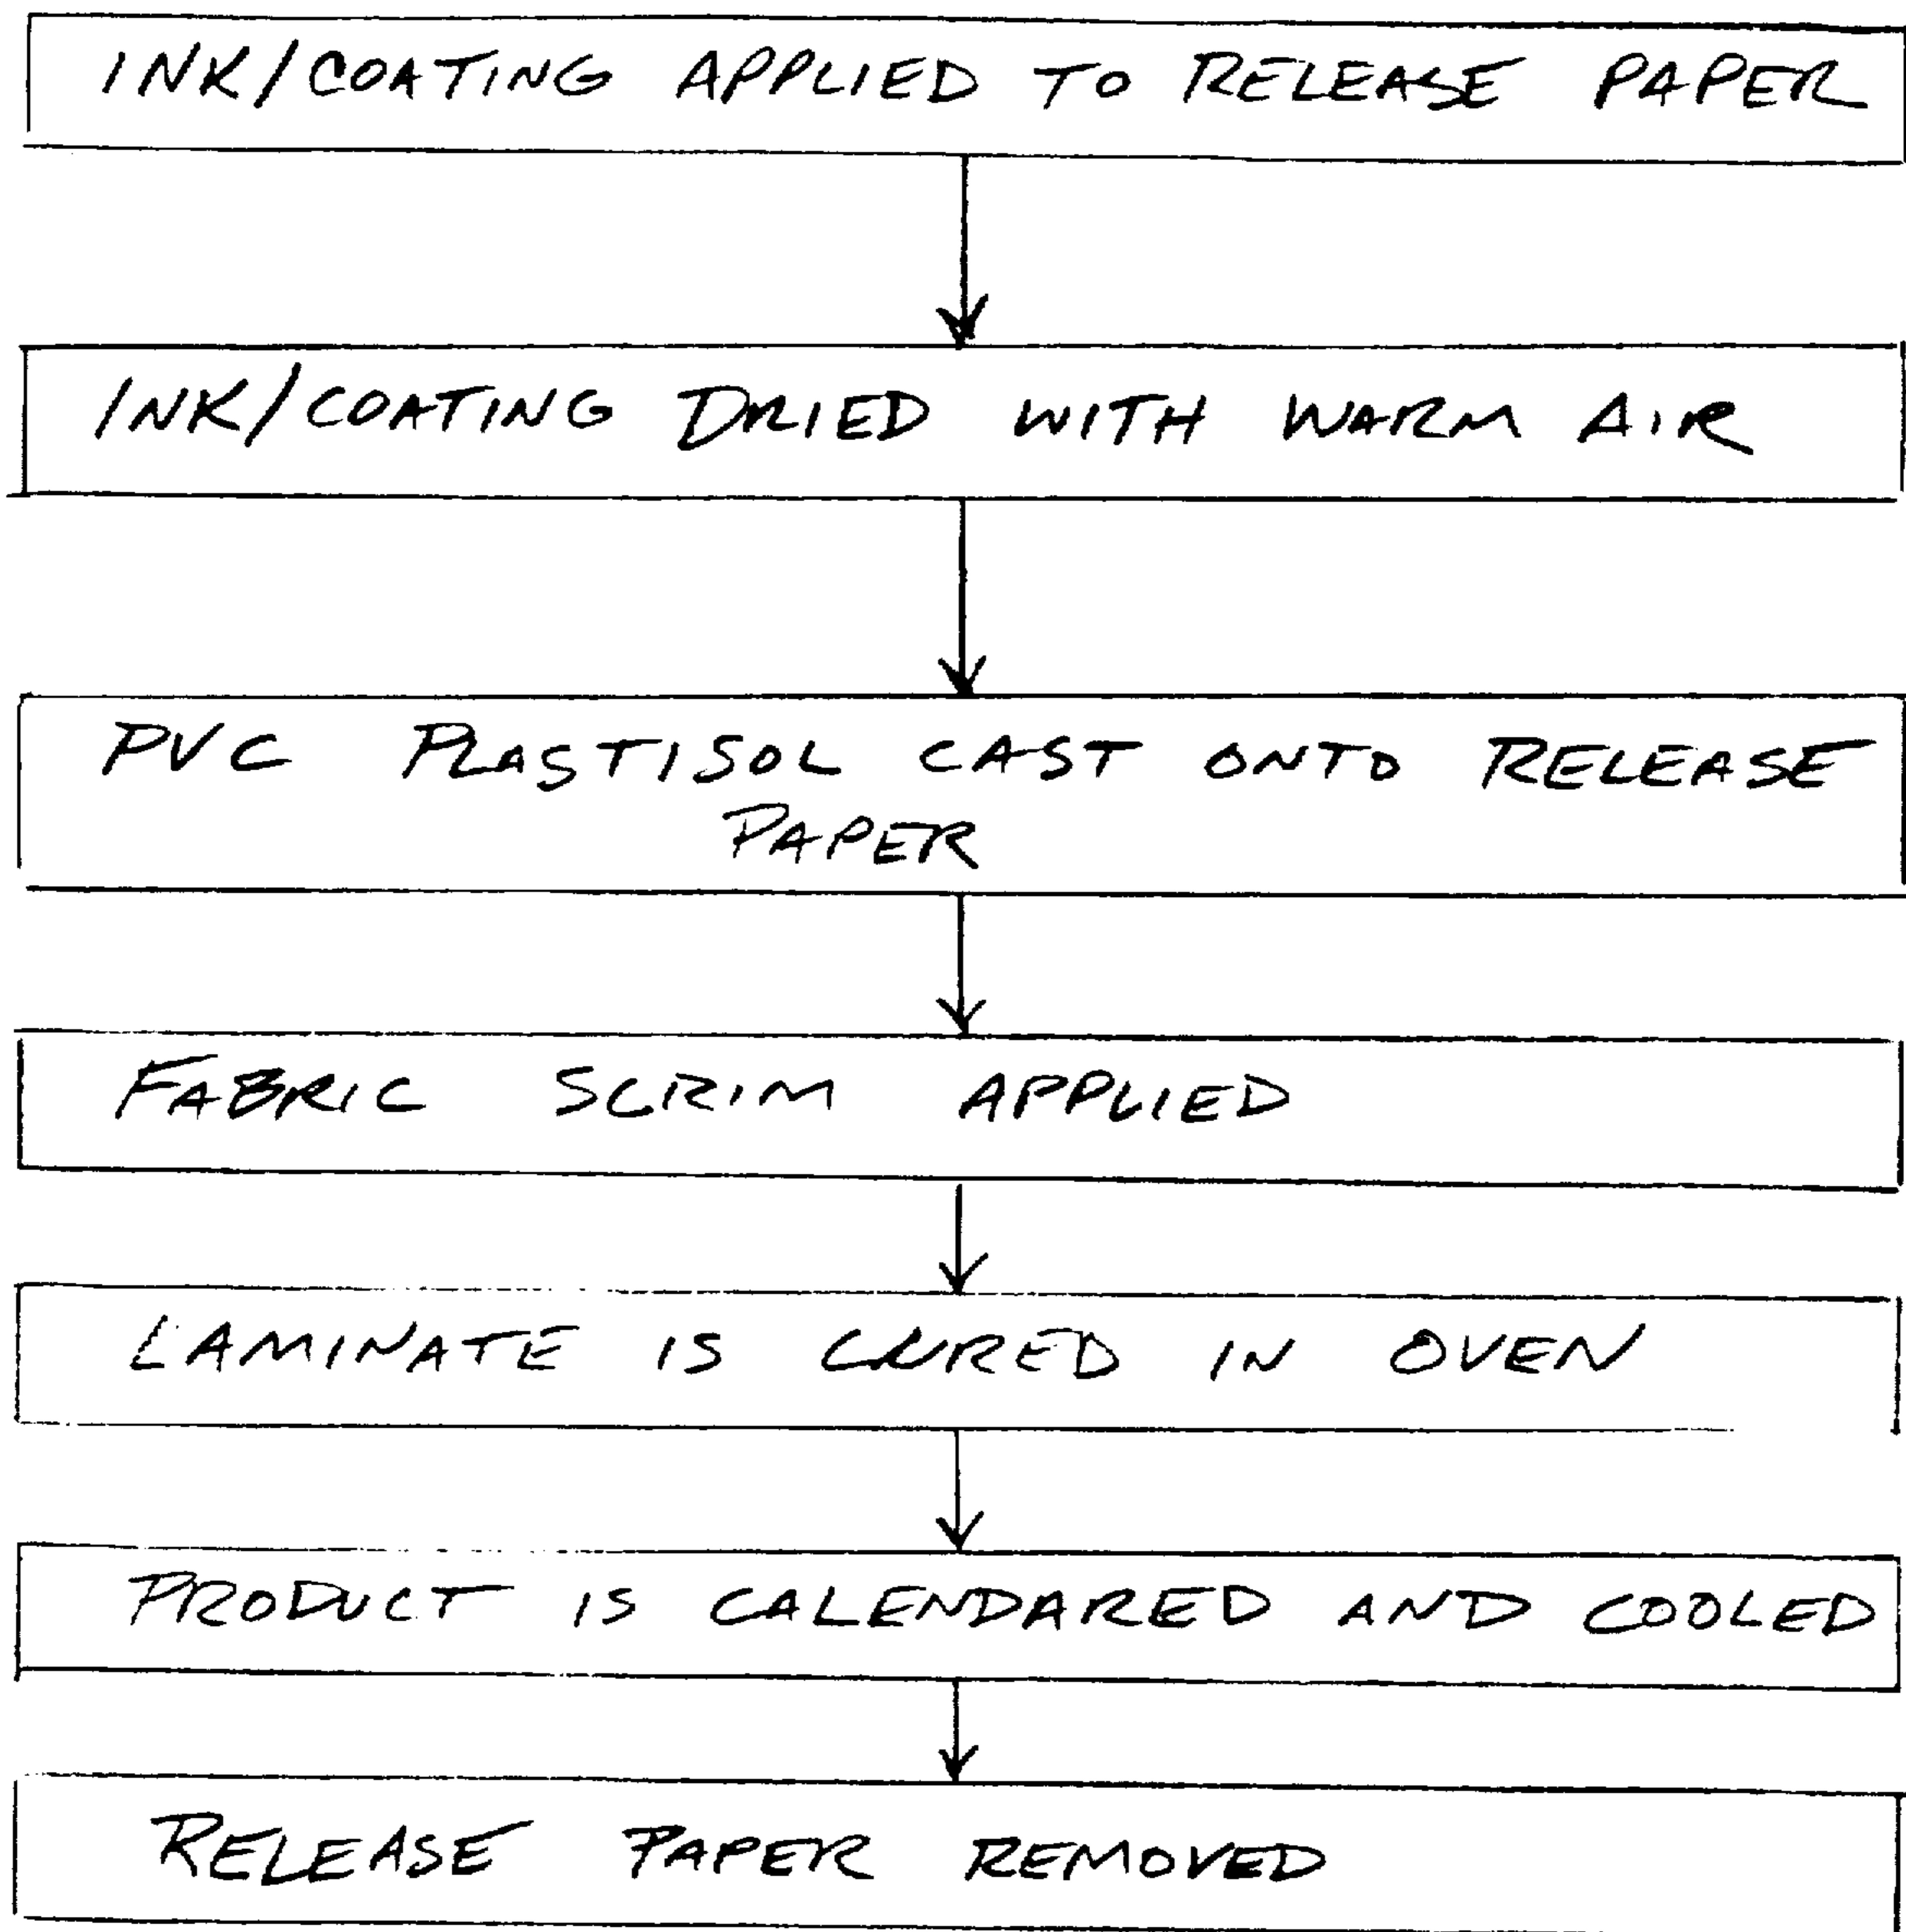 INK/COATING APPLIED TO RELEASE PAPER
INK/COATING DRIED WITH WARM AIR
PVC PLASTISOL CAST ONTO RELEASE
PAPER
FABRIC SCRIM APPLIED
LAMINATE IS CURED IN OVEN
PRODUCT IS CALENDARED AND COOLED
RELEASE PAPER REMOVED